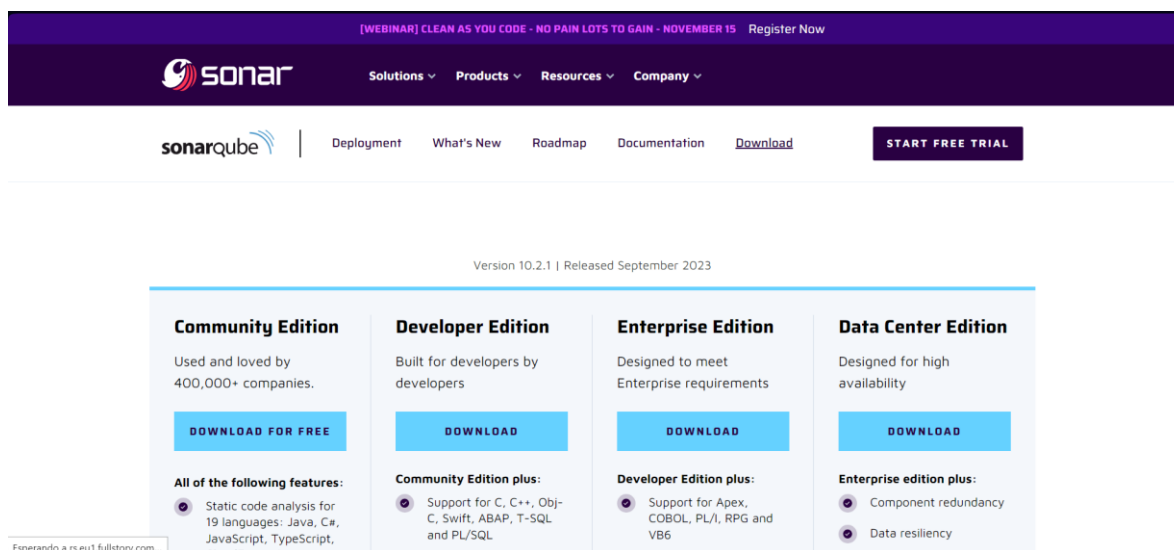 [WEBINAR] CLEAN AS YOU CODE - NO PAIN LOTS TO GAIN - NOVEMBER 15 Register Now
sonar Solutions Products Resources Company
sonarqube Deployment What's New Roadmap Documentation Download START FREE TRIAL
Version 10.2.1 | Released September 2023
Community Edition
Used and loved by
400,000+ companies.
DOWNLOAD FOR FREE
All of the following features:
Static code analysis for
19 languages: Java, C#,
JavaScript, TypeScript,
Developer Edition
Built for developers by
developers
DOWNLOAD
Community Edition plus:
Support for C, C++, Obj-
C, Swift, ABAP, T-SQL
and PL/SQL
Enterprise Edition
Designed to meet
Enterprise requirements
DOWNLOAD
Developer Edition plus:
Support for Apex,
COBOL, PL/I, RPG and
VB6
Data Center Edition
Designed for high
availability
DOWNLOAD
Enterprise edition plus:
Component redundancy
Data resiliency
Esperando a rs.eu1.fullstory.com